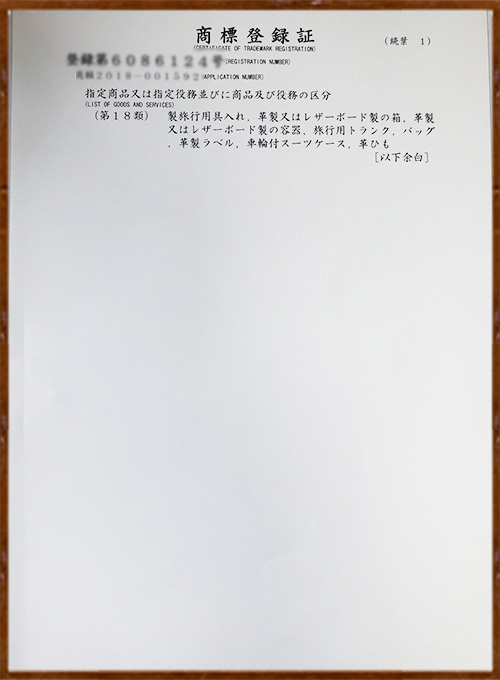 商標登録証
(CERTIFICATE OF TRADEMARK REGISTRATION)
(続葉 1)
登録第6086124号 (REGISTRATION NUMBER)
商願2018-001592 (APPLICATION NUMBER)
指定商品又は指定役務並びに商品及び役務の区分
(LIST OF GOODS AND SERVICES)
(第18類) 製旅行用具入れ，革製又はレザーボード製の箱，革製
又はレザーボード製の容器，旅行用トランク，バッグ
，革製ラベル，車輪付スーツケース，革ひも
[以下余白]